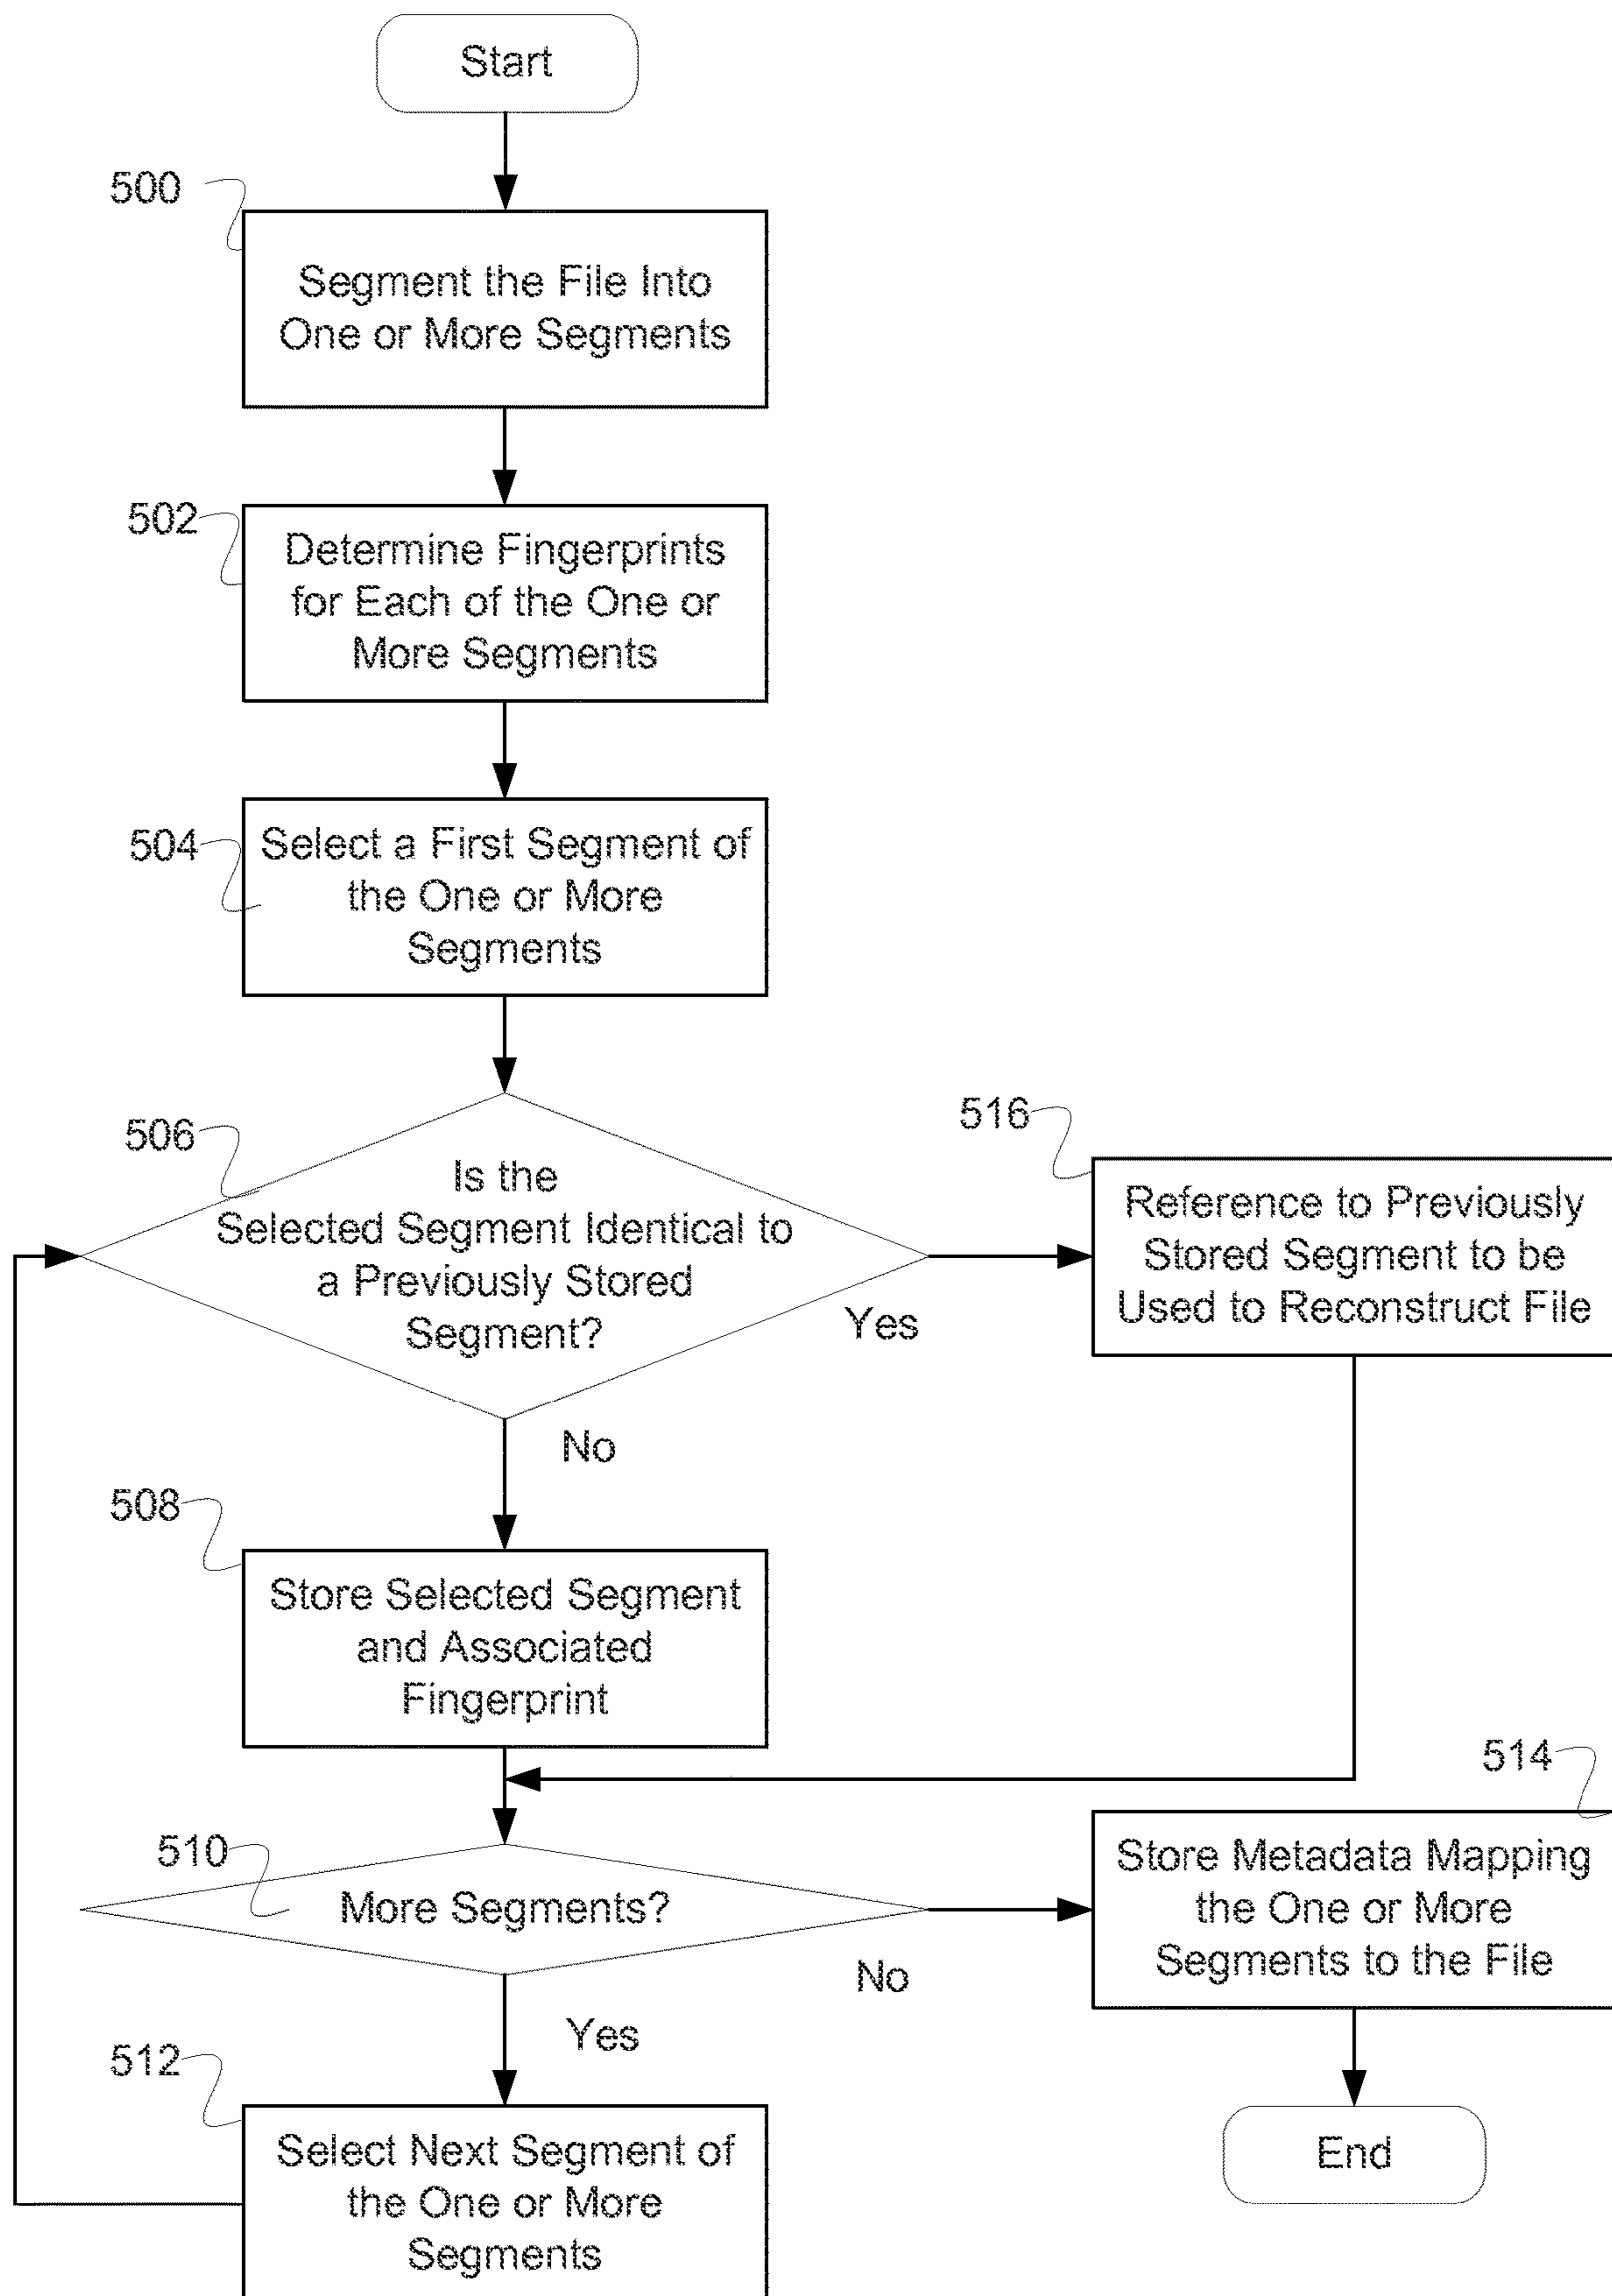 Start
500
Segment the File Into
One or More Segments
502
Determine Fingerprints
for Each of the One or
More Segments
504
Select a First Segment of
the One or More
Segments
506
Is the
Selected Segment Identical to
a Previously Stored
Segment?
Yes
516
Reference to Previously
Stored Segment to be
Used to Reconstruct File
No
508
Store Selected Segment
and Associated
Fingerprint
510
More Segments?
No
514
Store Metadata Mapping
the One or More
Segments to the File
Yes
512
Select Next Segment of
the One or More
Segments
End